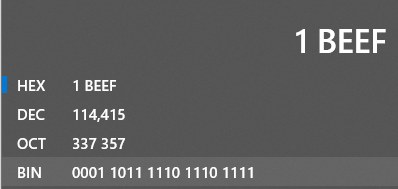 1 BEEF
HEX 1 BEEF
DEC 114,415
OCT 337 357
BIN 0001 1011 1110 1110 1111